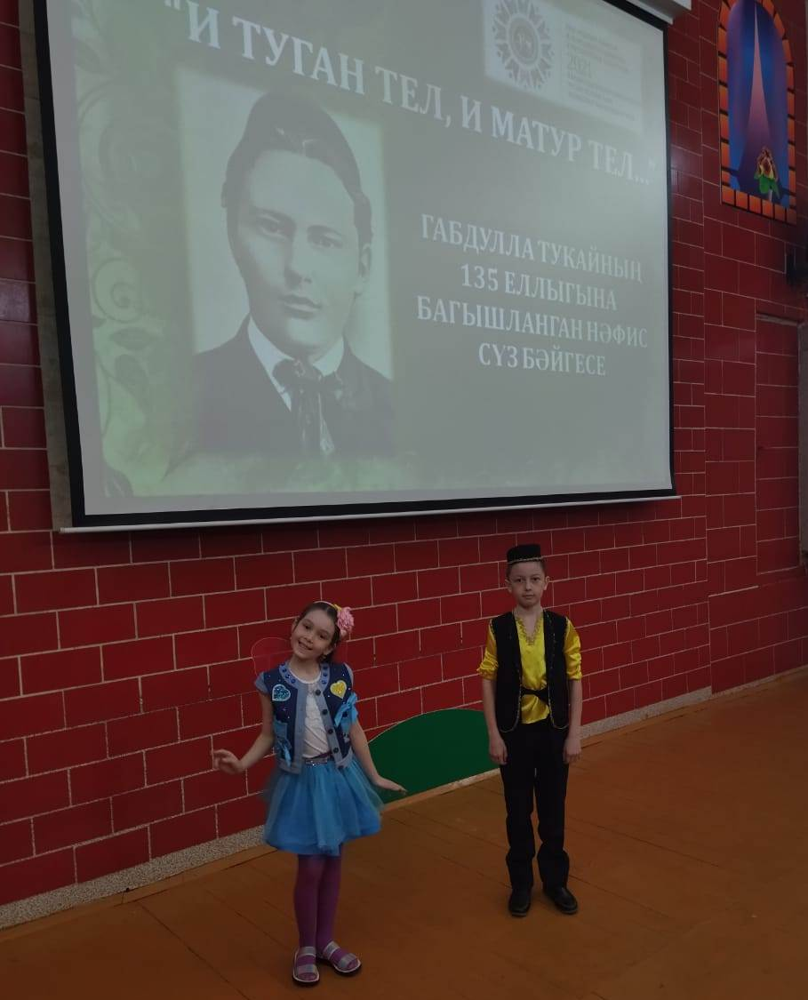 "И ТУГАН ТЕЛ, И МАТУР ТЕЛ..."
2021
ГАБДУЛЛА ТУКАЙНЫҢ
135 ЕЛЛЫГЫНА
БАГЫШЛАНГАН НӘФИС
СҮЗ БӘЙГЕСЕ